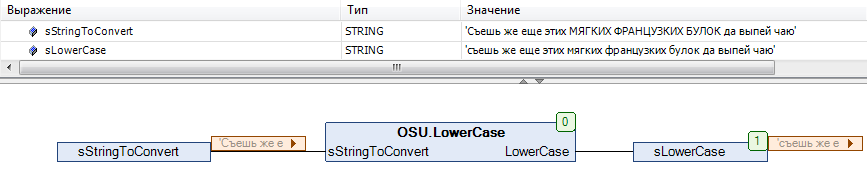 Выражение Тип Значение
sStringToConvert STRING 'Съешь же еще этих МЯГКИХ ФРАНЦУЗКИХ БУЛОК да выпей чаю'
sLowerCase STRING 'съешь же еще этих мягких французких булок да выпей чаю'
0
OSU.LowerCase
1
sStringToConvert 'Съешь же е sStringToConvert LowerCase sLowerCase 'съешь же е